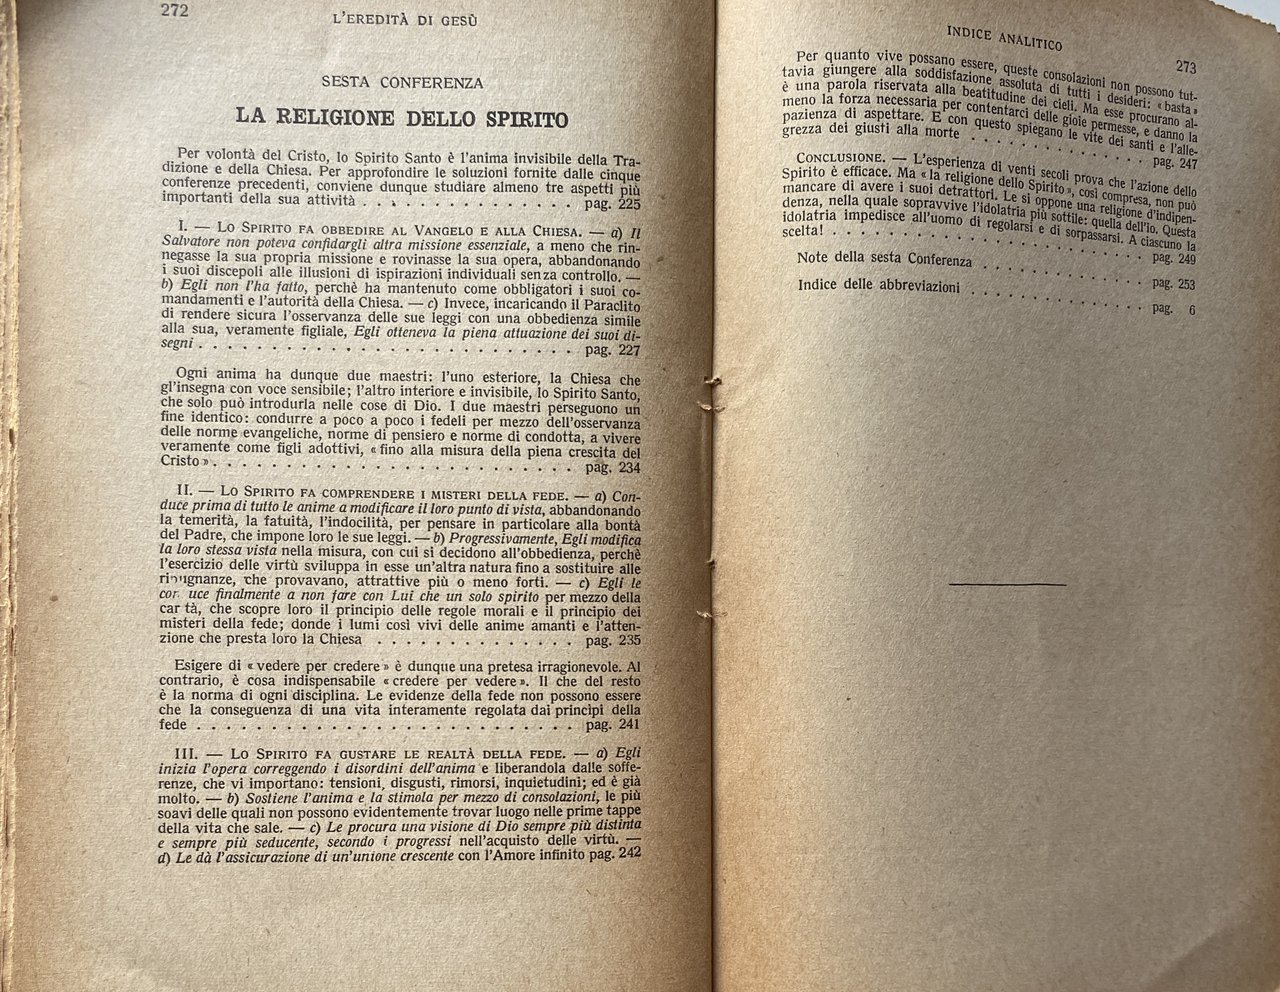 272
L'EREDITÀ DI GESÙ
SESTA CONFERENZA
LA RELIGIONE DELLO SPIRITO
Per volontà del Cristo, lo Spirito Santo è l'anima invisibile della Tra-
dizione e della Chiesa. Per approfondire le soluzioni fornite dalle cinque
conferenze precedenti, conviene dunque studiare almeno tre aspetti più
importanti della sua attività . . . . . . . . . . . . . pag. 225
I. — LO SPIRITO FA OBBEDIRE AL VANGELO E ALLA CHIESA. — a) Il
Salvatore non poteva confidargli altra missione essenziale, a meno che rin-
negasse la sua propria missione e rovinasse la sua opera, abbandonando
i suoi discepoli alle illusioni di ispirazioni individuali senza controllo. —
b) Egli non l'ha fatto, perchè ha mantenuto come obbligatori i suoi co-
mandamenti e l'autorità della Chiesa. — c) Invece, incaricando il Paraclito
di rendere sicura l'osservanza delle sue leggi con una obbedienza simile
alla sua, veramente figliale, Egli otteneva la piena attuazione dei suoi di-
segni . . . . . . . . . . . . . . . . . . . . . . . . pag. 227
Ogni anima ha dunque due maestri: l'uno esteriore, la Chiesa che
gl'insegna con voce sensibile; l'altro interiore e invisibile, lo Spirito Santo,
che solo può introdurla nelle cose di Dio. I due maestri perseguono un
fine identico: condurre a poco a poco i fedeli per mezzo dell'osservanza
delle norme evangeliche, norme di pensiero e norme di condotta, a vivere
veramente come figli adottivi, « fino alla misura della piena crescita del
Cristo ». . . . . . . . . . . . . . . . . . . . . . . . pag. 234
II. — LO SPIRITO FA COMPRENDERE I MISTERI DELLA FEDE. — a) Con-
duce prima di tutto le anime a modificare il loro punto di vista, abbandonando
la temerità, la fatuità, l'indocilità, per pensare in particolare alla bontà
del Padre, che impone loro le sue leggi. — b) Progressivamente, Egli modifica
la loro stessa vista nella misura, con cui si decidono all'obbedienza, perchè
l'esercizio delle virtù sviluppa in esse un'altra natura fino a sostituire alle
ripugnanze, che provavano, attrattive più o meno forti. — c) Egli le
cor uce finalmente a non fare con Lui che un solo spirito per mezzo della
car tà, che scopre loro il principio delle regole morali e il principio dei
misteri della fede; donde i lumi così vivi delle anime amanti e l'atten-
zione che presta loro la Chiesa . . . . . . . . . . . . pag. 235
Esigere di « vedere per credere » è dunque una pretesa irragionevole. Al
contrario, è cosa indispensabile « credere per vedere ». Il che del resto
è la norma di ogni disciplina. Le evidenze della fede non possono essere
che la conseguenza di una vita interamente regolata dai principi della
fede . . . . . . . . . . . . . . . . . . . . . . . . pag. 241
III. — LO SPIRITO FA GUSTARE LE REALTÀ DELLA FEDE. — a) Egli
inizia l'opera correggendo i disordini dell'anima e liberandola dalle soffe-
renze, che vi importano: tensioni, disgusti, rimorsi, inquietudini; ed è già
molto. — b) Sostiene l'anima e la stimola per mezzo di consolazioni, le più
soavi delle quali non possono evidentemente trovar luogo nelle prime tappe
della vita che sale. — c) Le procura una visione di Dio sempre più distinta
e sempre più seducente, secondo i progressi nell'acquisto delle virtù. —
d) Le dà l'assicurazione di un'unione crescente con l'Amore infinito pag. 242
INDICE ANALITICO
273
Per quanto vive possano essere, queste consolazioni non possono tut-
tavia giungere alla soddisfazione assoluta di tutti i desideri: « basta »
è una parola riservata alla beatitudine dei cieli. Ma esse procurano al-
meno la forza necessaria per contentarci delle gioie permesse, e danno la
pazienza di aspettare. E con questo spiegano le vite dei santi e l'alle-
grezza dei giusti alla morte . . . . . . . . . . . . . . pag. 247
CONCLUSIONE. — L'esperienza di venti secoli prova che l'azione dello
Spirito è efficace. Ma « la religione dello Spirito », così compresa, non può
mancare di avere i suoi detrattori. Le si oppone una religione d'indipen-
denza, nella quale sopravvive l'idolatria più sottile: quella dell'io. Questa
idolatria impedisce all'uomo di regolarsi e di sorpassarsi. A ciascuno la
scelta! . . . . . . . . . . . . . . . . . . . . . . . pag. 249
Note della sesta Conferenza . . . . . . . . . . . . . pag. 253
Indice delle abbreviazioni . . . . . . . . . . . . . . pag. 6